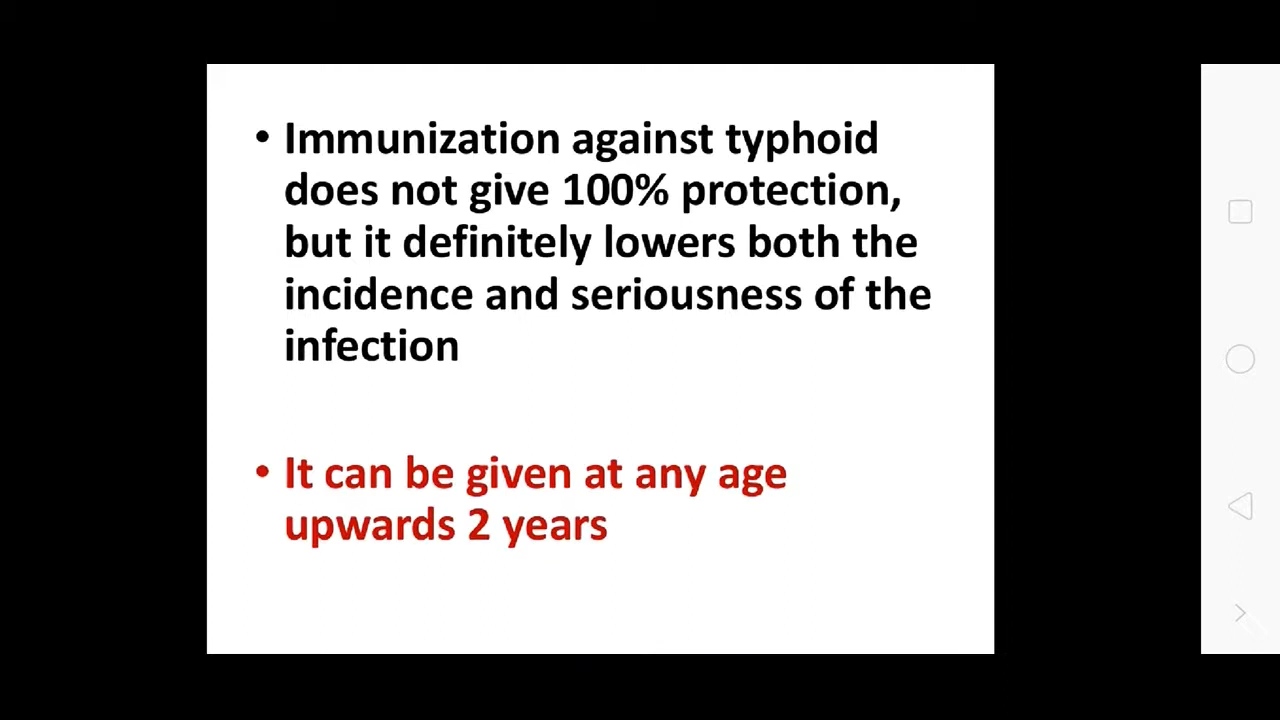 • Immunization against typhoid
does not give 100% protection,
but it definitely lowers both the
incidence and seriousness of the
infection
• It can be given at any age
upwards 2 years